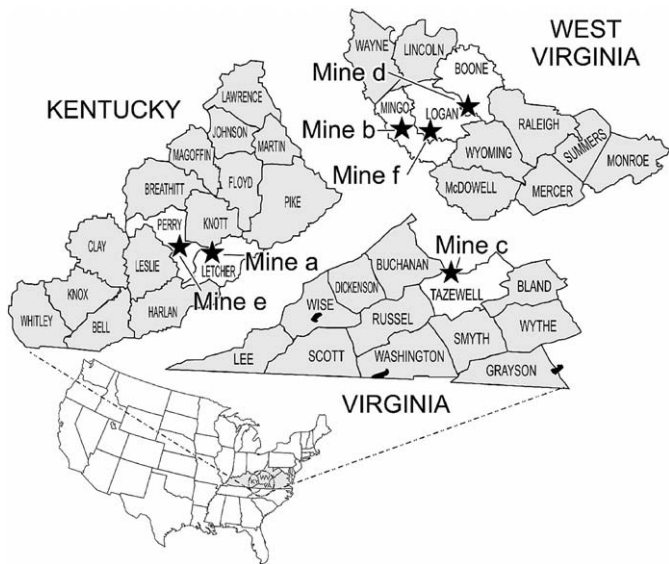 WEST
VIRGINIA
WAYNE
LINCOLN
BOONE
Mine d
MINGO
LOGAN
Mine b
Mine f
RALEIGH
SUMMERS
MONROE
WYOMING
McDOWELL
MERCER
KENTUCKY
LAWRENCE
JOHNSON
MARTIN
MAGOFFIN
FLOYD
PIKE
BREATHITT
PERRY
KNOTT
CLAY
LESLIE
LETCHER
Mine a
Mine e
KNOX
HARLAN
WHITLEY
BELL
Mine c
BUCHANAN
DICKENSON
TAZEWELL
BLAND
WISE
RUSSEL
WYTHE
SMYTH
LEE
SCOTT
WASHINGTON
GRAYSON
VIRGINIA
WV